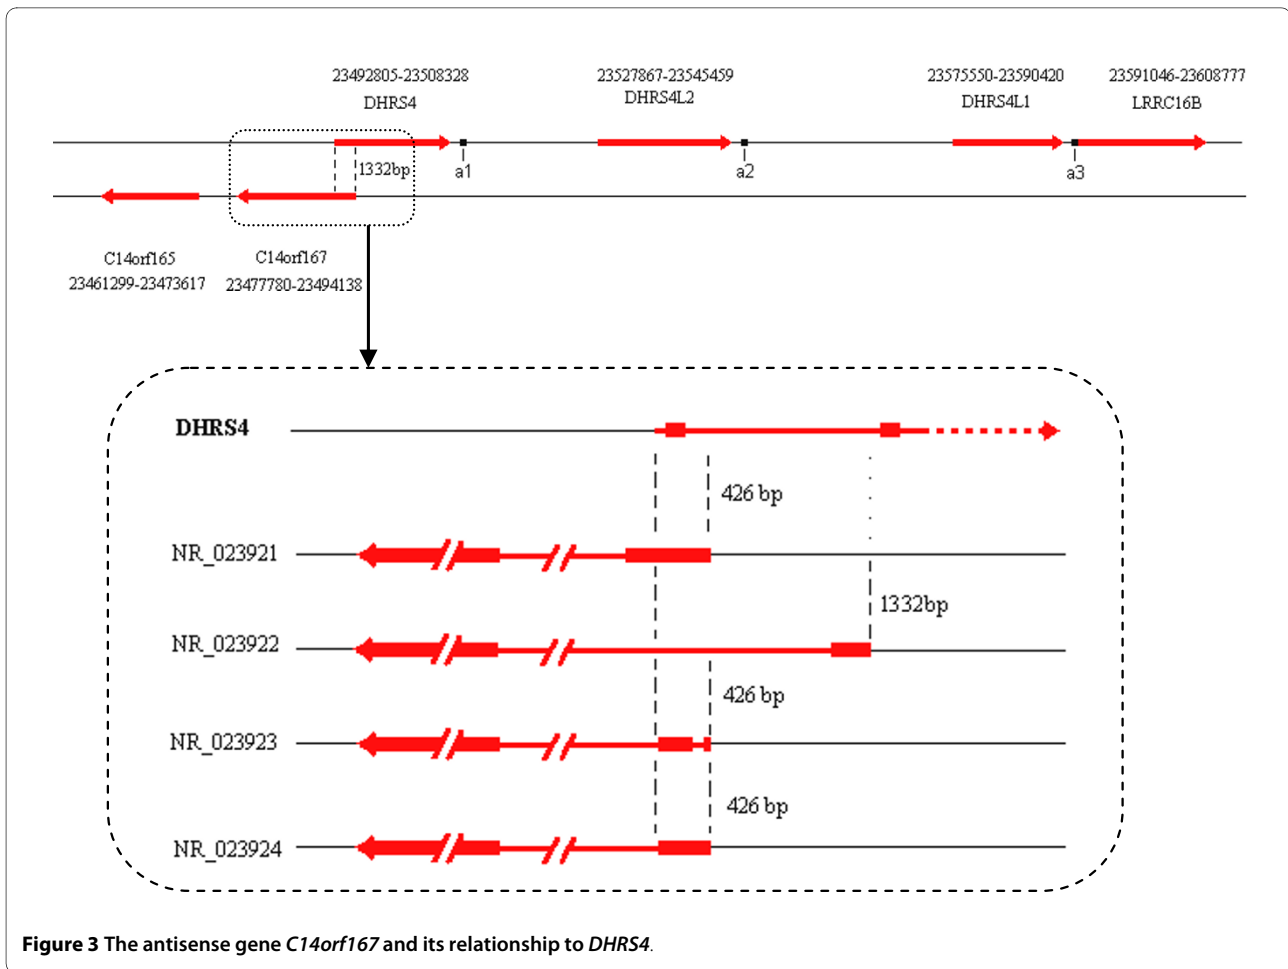 23492805-23508328
DHRS4
23527867-23545459
DHRS4L2
23575550-23590420
DHRS4L1
23591046-23608777
LRRC16B
1332bp
a1
a2
a3
C14orf165
23461299-23473617
C14orf167
23477780-23494138
DHRS4
426 bp
NR_023921
1332bp
NR_023922
426 bp
NR_023923
426 bp
NR_023924
Figure 3 The antisense gene C14orf167 and its relationship to DHRS4.